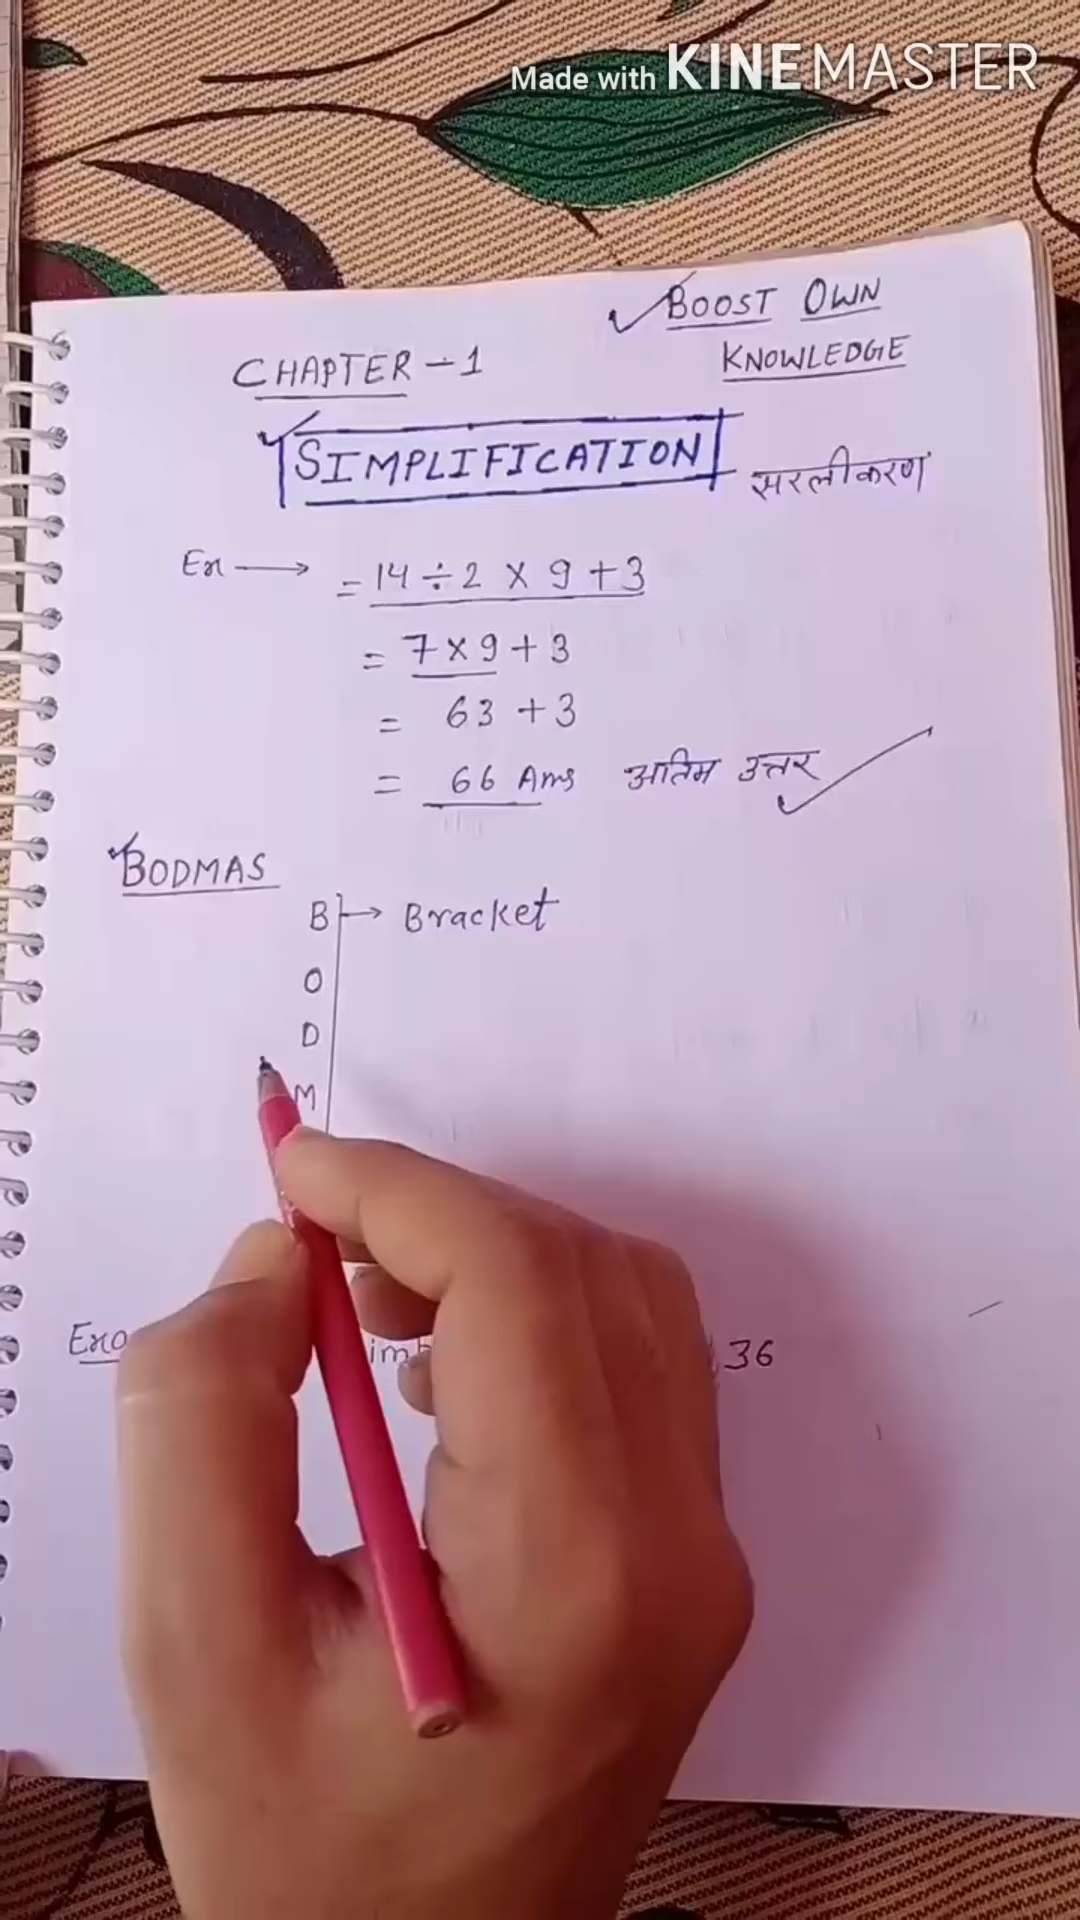 Made with KINEMASTER
BOOST OWN
KNOWLEDGE
CHAPTER-1
SIMPLIFICATION सरलीकरण
Ex → = 14÷2 × 9 +3
= 7×9+3
= 63 +3
= 66 Ans अतिम उत्तर
BODMAS
B → Bracket
O
D
M
36